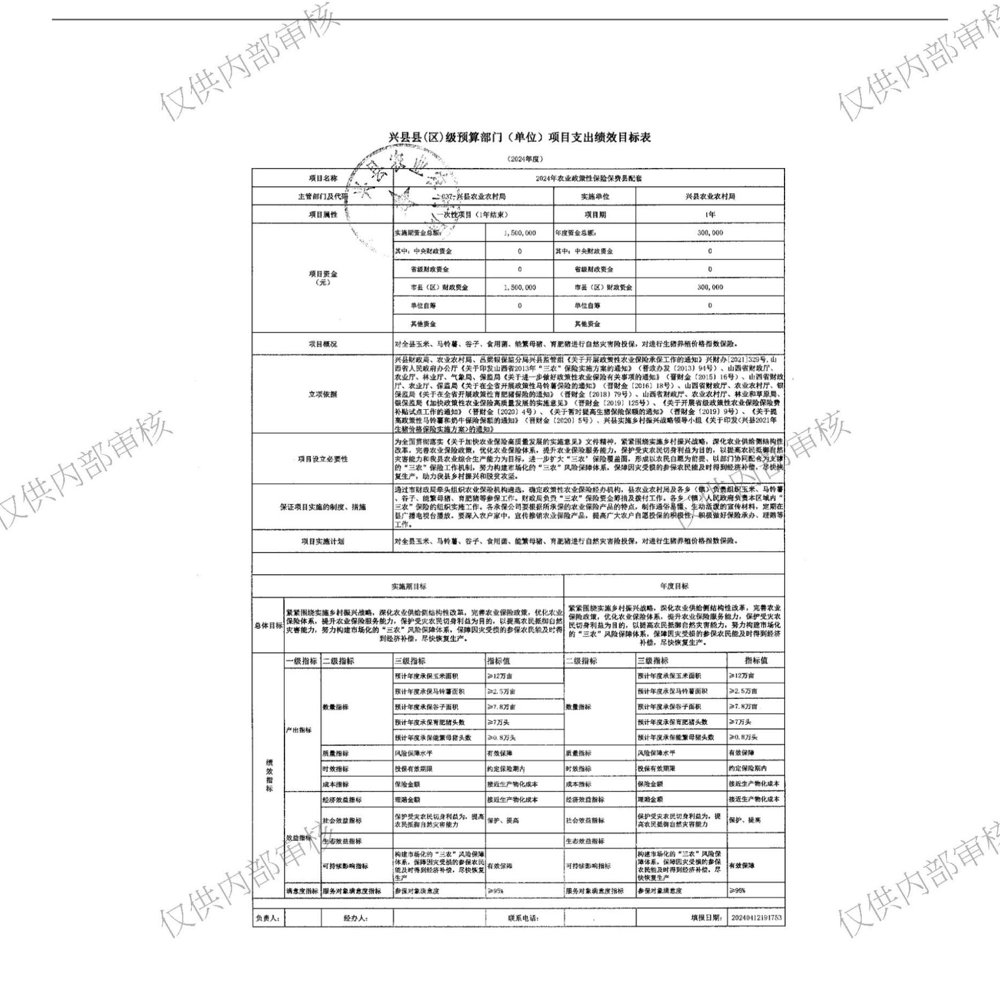 仅供内部审核
仅供内部审核
兴县县(区)级预算部门（单位）项目支出绩效目标表
（2024年度）
项目名称 2024年农业政策性保险保费县配套
主管部门及代码 037-兴县农业农村局 实施单位 兴县农业农村局
项目属性 一次性项目（1年结束） 项目期 1年
项目资金
（元）
实施期资金总额： 1,500,000 年度资金总额： 300,000
其中：中央财政资金 0 其中：中央财政资金 0
省级财政资金 0 省级财政资金 0
市县（区）财政资金 1,500,000 市县（区）财政资金 300,000
单位自筹 0 单位自筹 0
其他资金 其他资金
项目概况 对全县玉米、马铃薯、谷子、食用菌、能繁母猪、育肥猪进行自然灾害险投保，对进行生猪养殖价格指数保险。
立项依据
兴县财政局、农业农村局、吕梁银保监分局兴县监管组《关于开展政策性农业保险承保工作的通知》兴财办[2021]329号,山
西省人民政府办公厅《关于印发山西省2013年“三农”保险实施方案的通知》（晋政办发〔2013〕94号）、山西省财政厅、
农业厅、林业厅、气象局、保监局《关于进一步做好政策性农业保险有关事项的通知》（晋财金〔2015〕16号）、山西省财政
厅、农业厅、保监局《关于在全省开展政策性马铃薯保险的通知》（晋财金〔2016〕18号）、山西省财政厅、农业农村厅、银
保监局《关于在全省开展政策性育肥猪保险的通知》（晋财金〔2018〕79号）、山西省财政厅、农业农村厅、林业和草原局、
银保监局《加快政策性农业保险高质量发展的实施意见》（晋财金〔2019〕125号）、《关于开展省级政策性农业保险保险费
补贴试点工作的通知》（晋财金〔2020〕4号）、《关于暂时提高生猪保险保额的通知》（晋财金〔2019〕9号）、《关于提
高政策性马铃薯和奶牛保险保额的通知》（晋财金〔2020〕5号）、兴县实施乡村振兴战略领导小组《关于印发<兴县2021年
生猪价格保险实施方案>的通知》
项目设立必要性
为全面贯彻落实《关于加快农业保险高质量发展的实施意见》文件精神，紧紧围绕实施乡村振兴战略，深化农业供给侧结构性
改革，完善农业保险政策，优化农业保险体系，提升农业保险服务能力，保护受灾农民切身利益为目的，以提高农民抵御自然
灾害能力和我县农业综合生产能力为目标，进一步扩大“三农’保险覆盖面，形成以农民自愿为前提、以部门协同配合为支撑
的“三农”保险工作机制，努力构建市场化的“三农”风险保障体系，保障因灾受损的参保农民能及时得到经济补偿，尽快恢
复生产，助力我县乡村振兴和脱贫攻坚。
保证项目实施的制度、措施
通过市财政局牵头组织农业保险机构遴选，确定政策性农业保险经办机构，县农业农村局及各乡（镇）负责组织玉米、马铃薯
、谷子、能繁母猪、育肥猪等参保工作。财政局负责“三农”保险资金筹措及拨付工作。各乡（镇）人民政府负责本区域内“
三农”保险的组织实施工作。各承保公司要根据所承保的农业保险产品的特点，制作通俗易懂、生动活泼的宣传材料，定期在
县广播电视台播放。要深入农户家中，宣传推销农业保险产品，提高广大农户自愿投保的积极性，积极做好保险承办、理赔等
工作。
项目实施计划 对全县玉米、马铃薯、谷子、食用菌、能繁母猪、育肥猪进行自然灾害险投保，对进行生猪养殖价格指数保险。
仅供内部审核
仅供内部审核
实施期目标 年度目标
总体目标
紧紧围绕实施乡村振兴战略，深化农业供给侧结构性改革，完善农业保险政策，优化农业
保险体系，提升农业保险服务能力，保护受灾农民切身利益为目的，以提高农民抵御自然
灾害能力，努力构建市场化的“三农”风险保障体系，保障因灾受损的参保农民能及时得
到经济补偿，尽快恢复生产。
紧紧围绕实施乡村振兴战略，深化农业供给侧结构性改革，完善农业
保险政策，优化农业保险体系，提升农业保险服务能力，保护受灾农
民切身利益为目的，以提高农民抵御自然灾害能力，努力构建市场化
的“三农”风险保障体系，保障因灾受损的参保农民能及时得到经济
补偿，尽快恢复生产。
绩效指标
一级指标 二级指标 三级指标 指标值 二级指标 三级指标 指标值
产出指标
数量指标 预计年度承保玉米面积 ≥12万亩 数量指标 预计年度承保玉米面积 ≥12万亩
预计年度承保马铃薯面积 ≥2.5万亩 预计年度承保马铃薯面积 ≥2.5万亩
预计年度承保谷子面积 ≥7.8万亩 预计年度承保谷子面积 ≥7.8万亩
预计年度承保育肥猪头数 ≥7万头 预计年度承保育肥猪头数 ≥7万头
预计年度承保能繁母猪头数 ≥0.8万头 预计年度承保能繁母猪头数 ≥0.8万头
质量指标 风险保障水平 有效保障 质量指标 风险保障水平 有效保障
时效指标 投保有效期限 约定保险期内 时效指标 投保有效期限 约定保险期内
成本指标 保险金额 接近生产物化成本 成本指标 保险金额 接近生产物化成本
效益指标
经济效益指标 理赔金额 接近生产物化成本 经济效益指标 理赔金额 接近生产物化成本
社会效益指标 保护受灾农民切身利益为，提高
农民抵御自然灾害能力 保护、提高 社会效益指标 保护受灾农民切身利益为，提
高农民抵御自然灾害能力 保护、提高
生态效益指标 生态效益指标
可持续影响指标 构建市场化的“三农”风险保障
体系，保障因灾受损的参保农民
能及时得到经济补偿，尽快恢复
生产 有效保障 可持续影响指标 构建市场化的“三农”风险保
障体系，保障因灾受损的参保
农民能及时得到经济补偿，尽
快恢复生产 有效保障
满意度指标 服务对象满意度指标 参保对象满意度 ≥95% 服务对象满意度指标 参保对象满意度 ≥95%
负责人： 经办人： 联系电话： 填报日期： 20240412191753
仅供内部审核
仅供内部审核